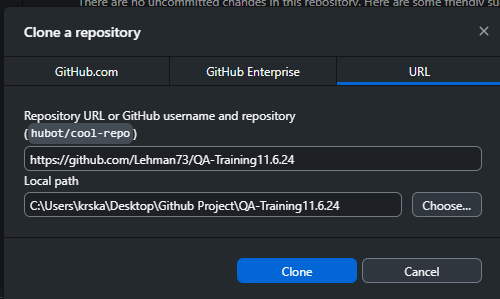 There are no uncommitted changes in this repository. Here are some friendly su
Clone a repository
GitHub.com
GitHub Enterprise
URL
Repository URL or GitHub username and repository
(hubot/cool-repo)
https://github.com/Lehman73/QA-Training11.6.24
Local path
C:\Users\krska\Desktop\Github Project\QA-Training11.6.24
Choose...
Clone
Cancel